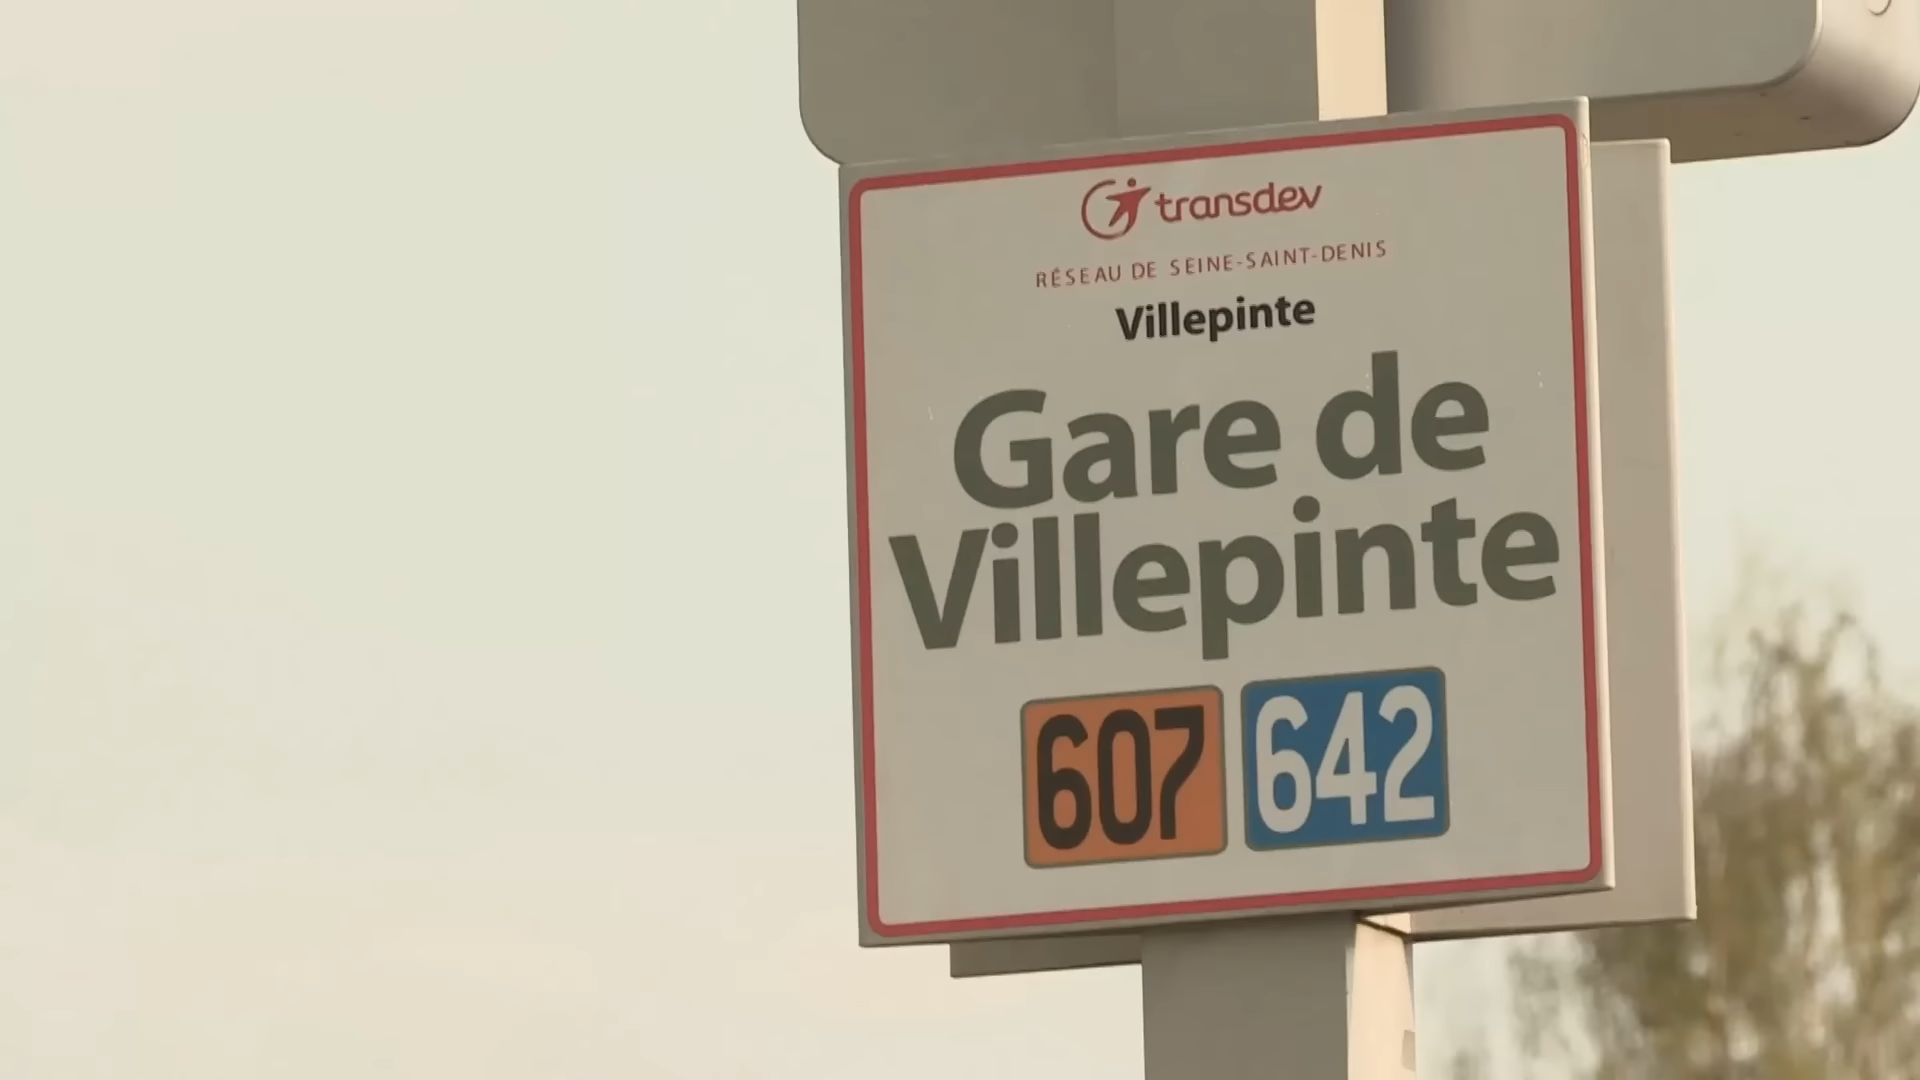 transdev
RÉSEAU DE SEINE-SAINT-DENIS
Villepinte
Gare de
Villepinte
607 642